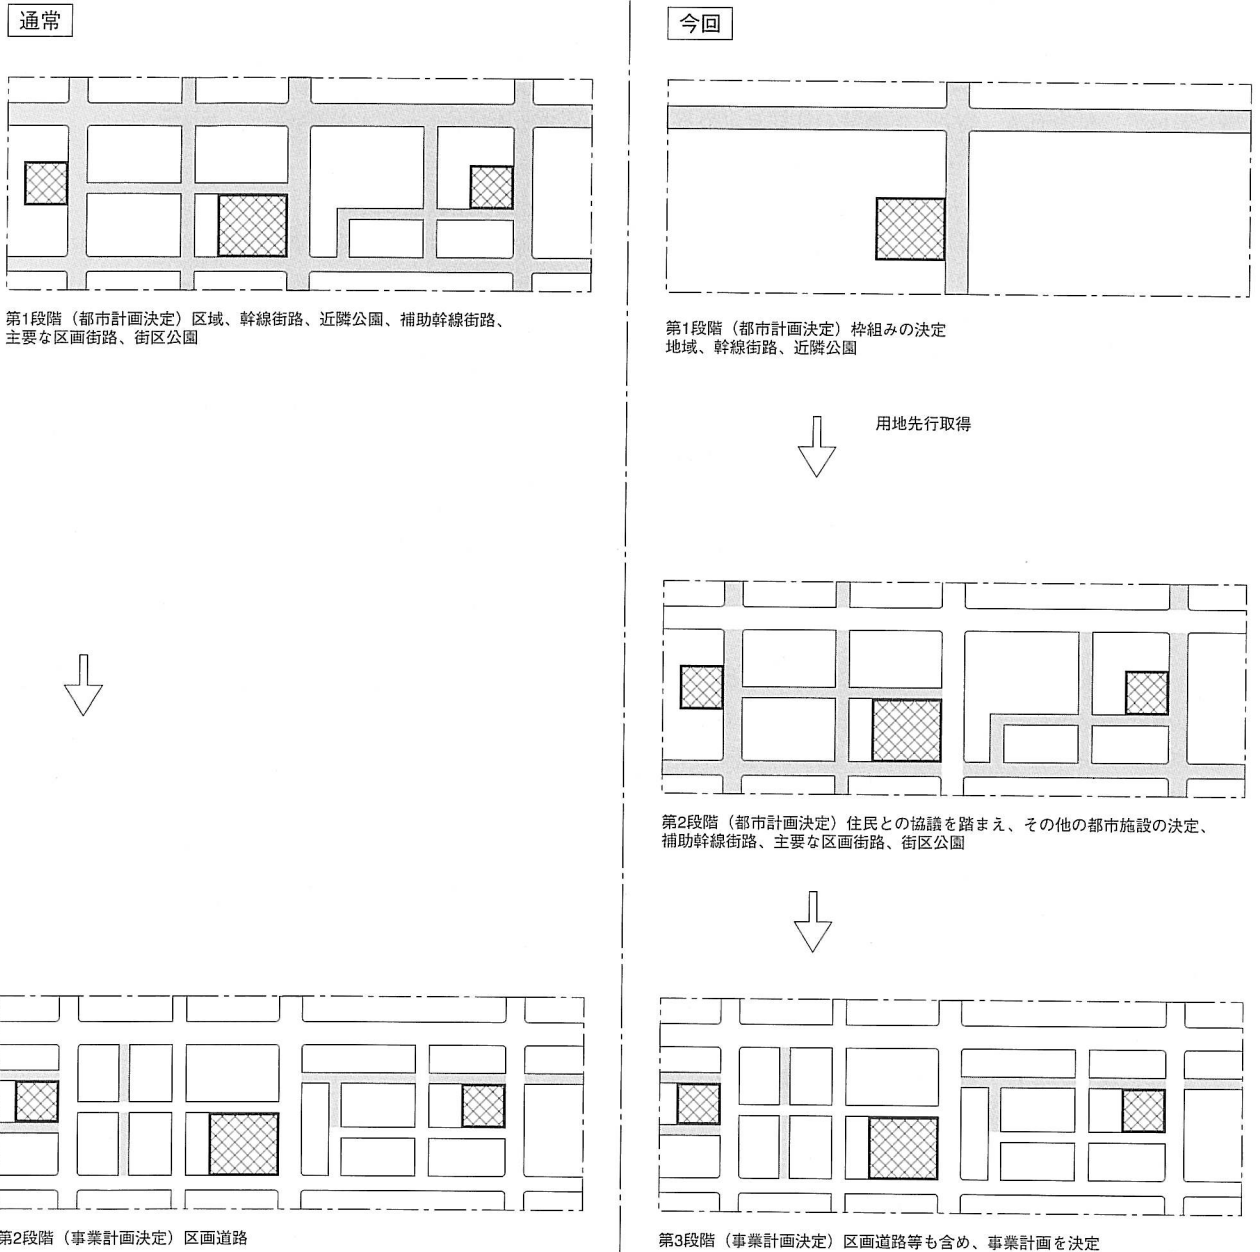 通常
第1段階（都市計画決定）区域、幹線街路、近隣公園、補助幹線街路、
主要な区画街路、街区公園
第2段階（事業計画決定）区画道路
今回
第1段階（都市計画決定）枠組みの決定
地域、幹線街路、近隣公園
用地先行取得
第2段階（都市計画決定）住民との協議を踏まえ、その他の都市施設の決定、
補助幹線街路、主要な区画街路、街区公園
第3段階（事業計画決定）区画道路等も含め、事業計画を決定